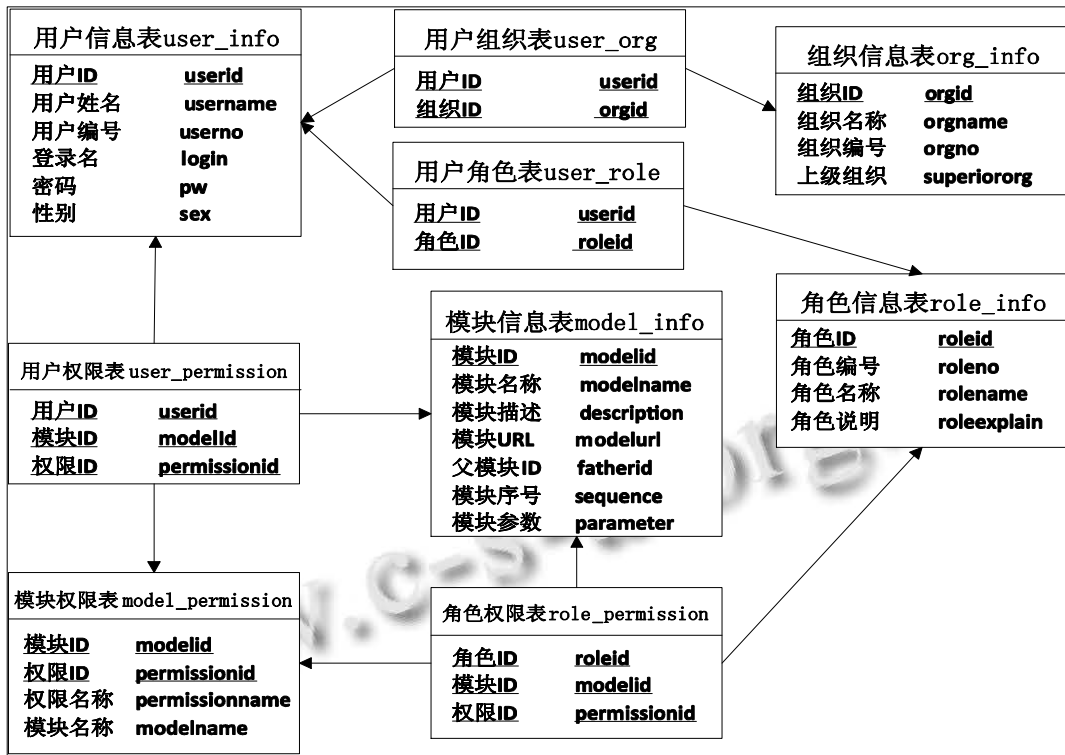 用户信息表user_info
用户ID userid
用户姓名 username
用户编号 userno
登录名 login
密码 pw
性别 sex
用户组织表user_org
用户ID userid
组织ID orgid
组织信息表org_info
组织ID orgid
组织名称 orgname
组织编号 orgno
上级组织 superiororg
用户角色表user_role
用户ID userid
角色ID roleid
角色信息表role_info
角色ID roleid
角色编号 roleno
角色名称 rolename
角色说明 roleexplain
模块信息表model_info
模块ID modelid
模块名称 modelname
模块描述 description
模块URL modelurl
父模块ID fatherid
模块序号 sequence
模块参数 parameter
用户权限表user_permission
用户ID userid
模块ID modelId
权限ID permissionid
模块权限表model_permission
模块ID modelid
权限ID permissionid
权限名称 permissionname
模块名称 modelname
角色权限表role_permission
角色ID roleid
模块ID modelid
权限ID permissionid